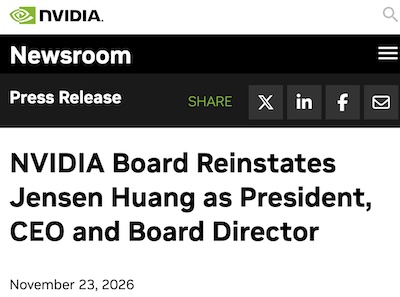 NVIDIA.
Newsroom
Press Release
SHARE
NVIDIA Board Reinstates
Jensen Huang as President,
CEO and Board Director
November 23, 2026